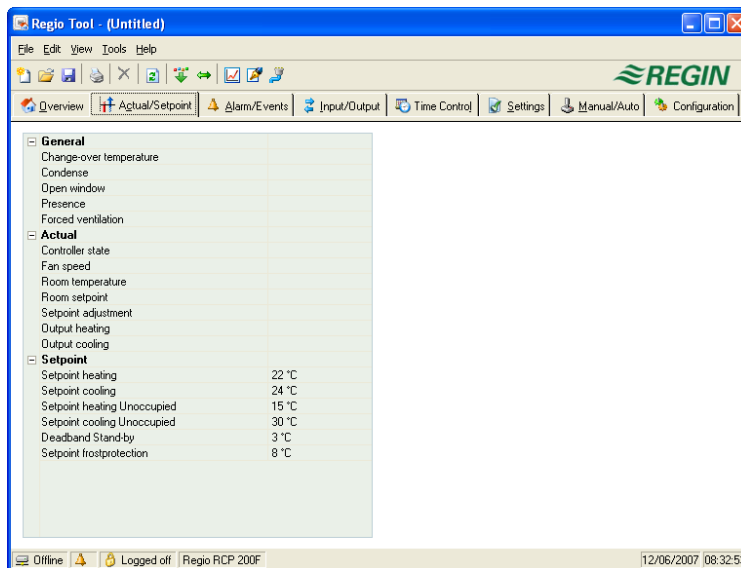 Regio Tool - (Untitled)
File Edit View Tools Help
REGIN
Overview Actual/Setpoint Alarm/Events Input/Output Time Control Settings Manual/Auto Configuration
General
Change-over temperature
Condense
Open window
Presence
Forced ventilation
Actual
Controller state
Fan speed
Room temperature
Room setpoint
Setpoint adjustment
Output heating
Output cooling
Setpoint
Setpoint heating 22 °C
Setpoint cooling 24 °C
Setpoint heating Unoccupied 15 °C
Setpoint cooling Unoccupied 30 °C
Deadband Stand-by 3 °C
Setpoint frostprotection 8 °C
Offline Logged off Regio RCP 200F 12/06/2007